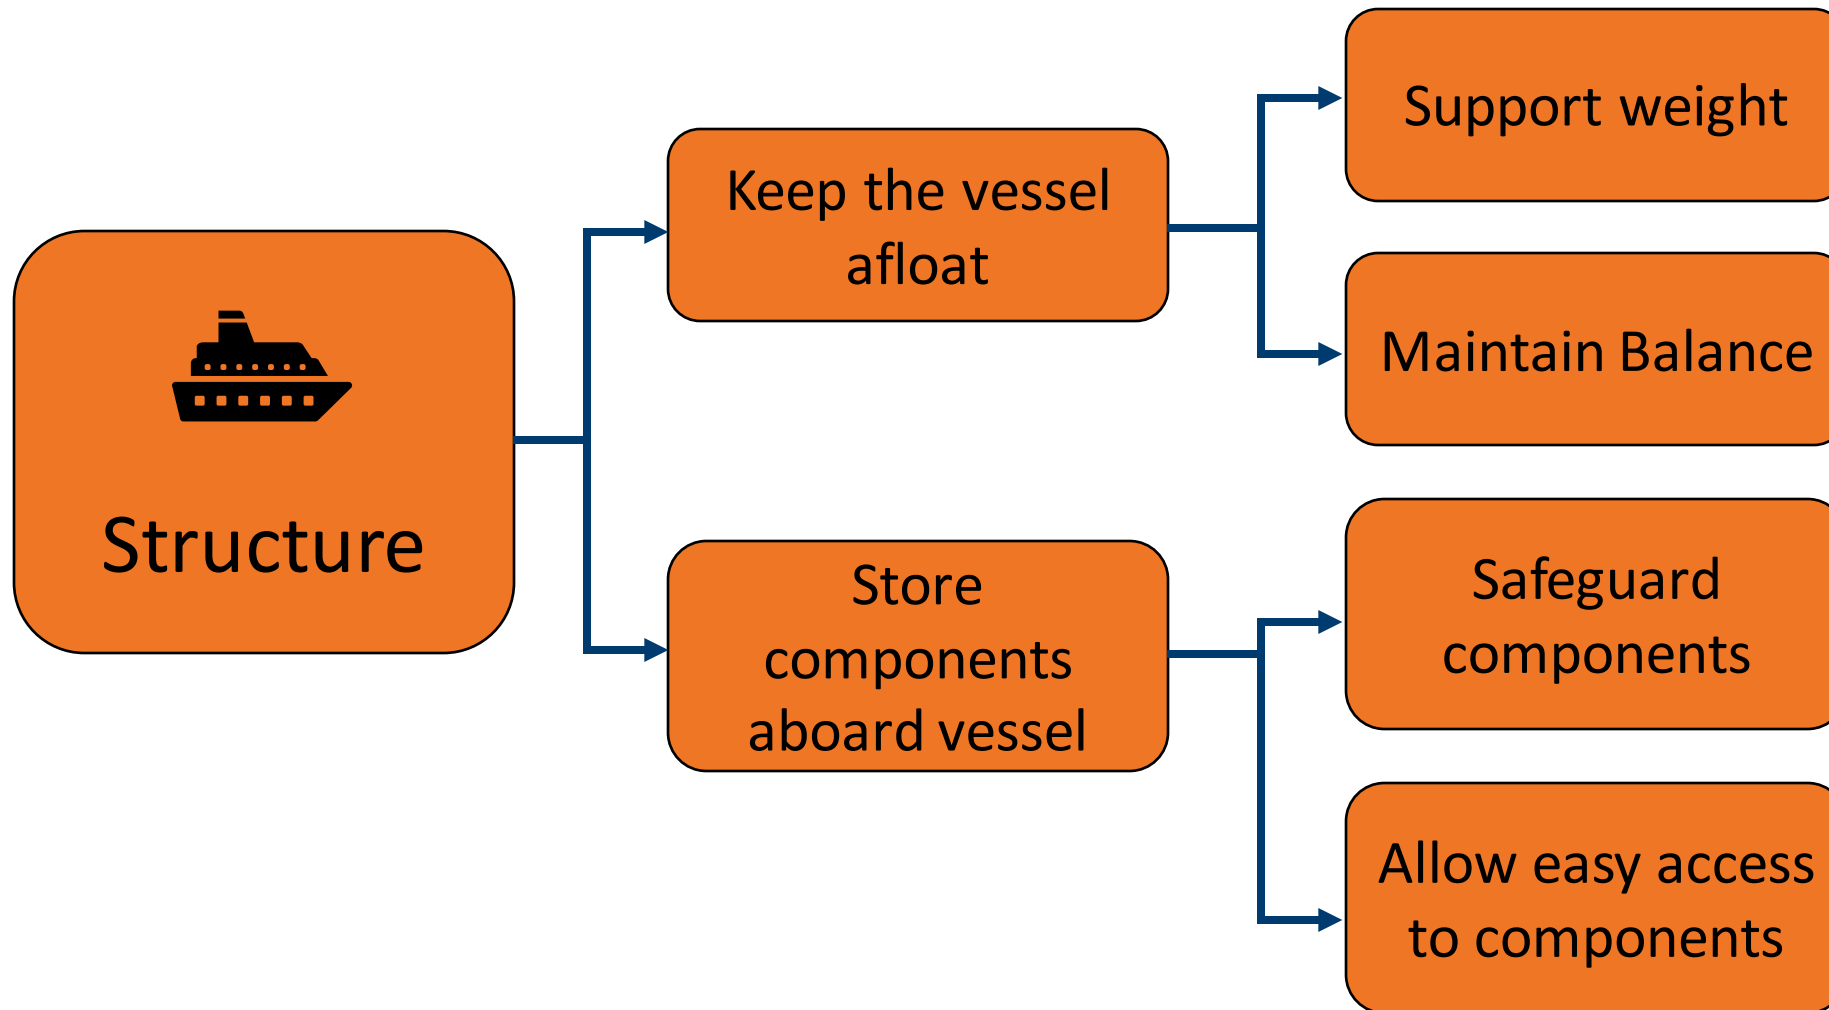 Structure
Keep the vessel
afloat
Store
components
aboard vessel
Support weight
Maintain Balance
Safeguard
components
Allow easy access
to components